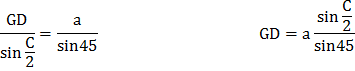 GD/sin C/2 = a/sin45
GD = a sin C/2 / sin45